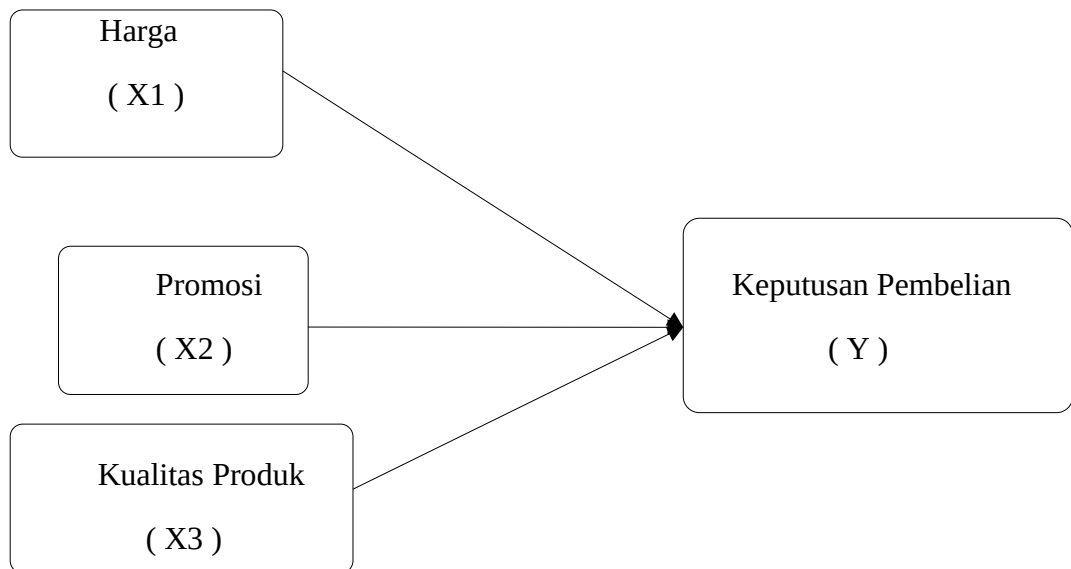 Harga
( X1 )
Promosi
( X2 )
Kualitas Produk
( X3 )
Keputusan Pembelian
( Y )